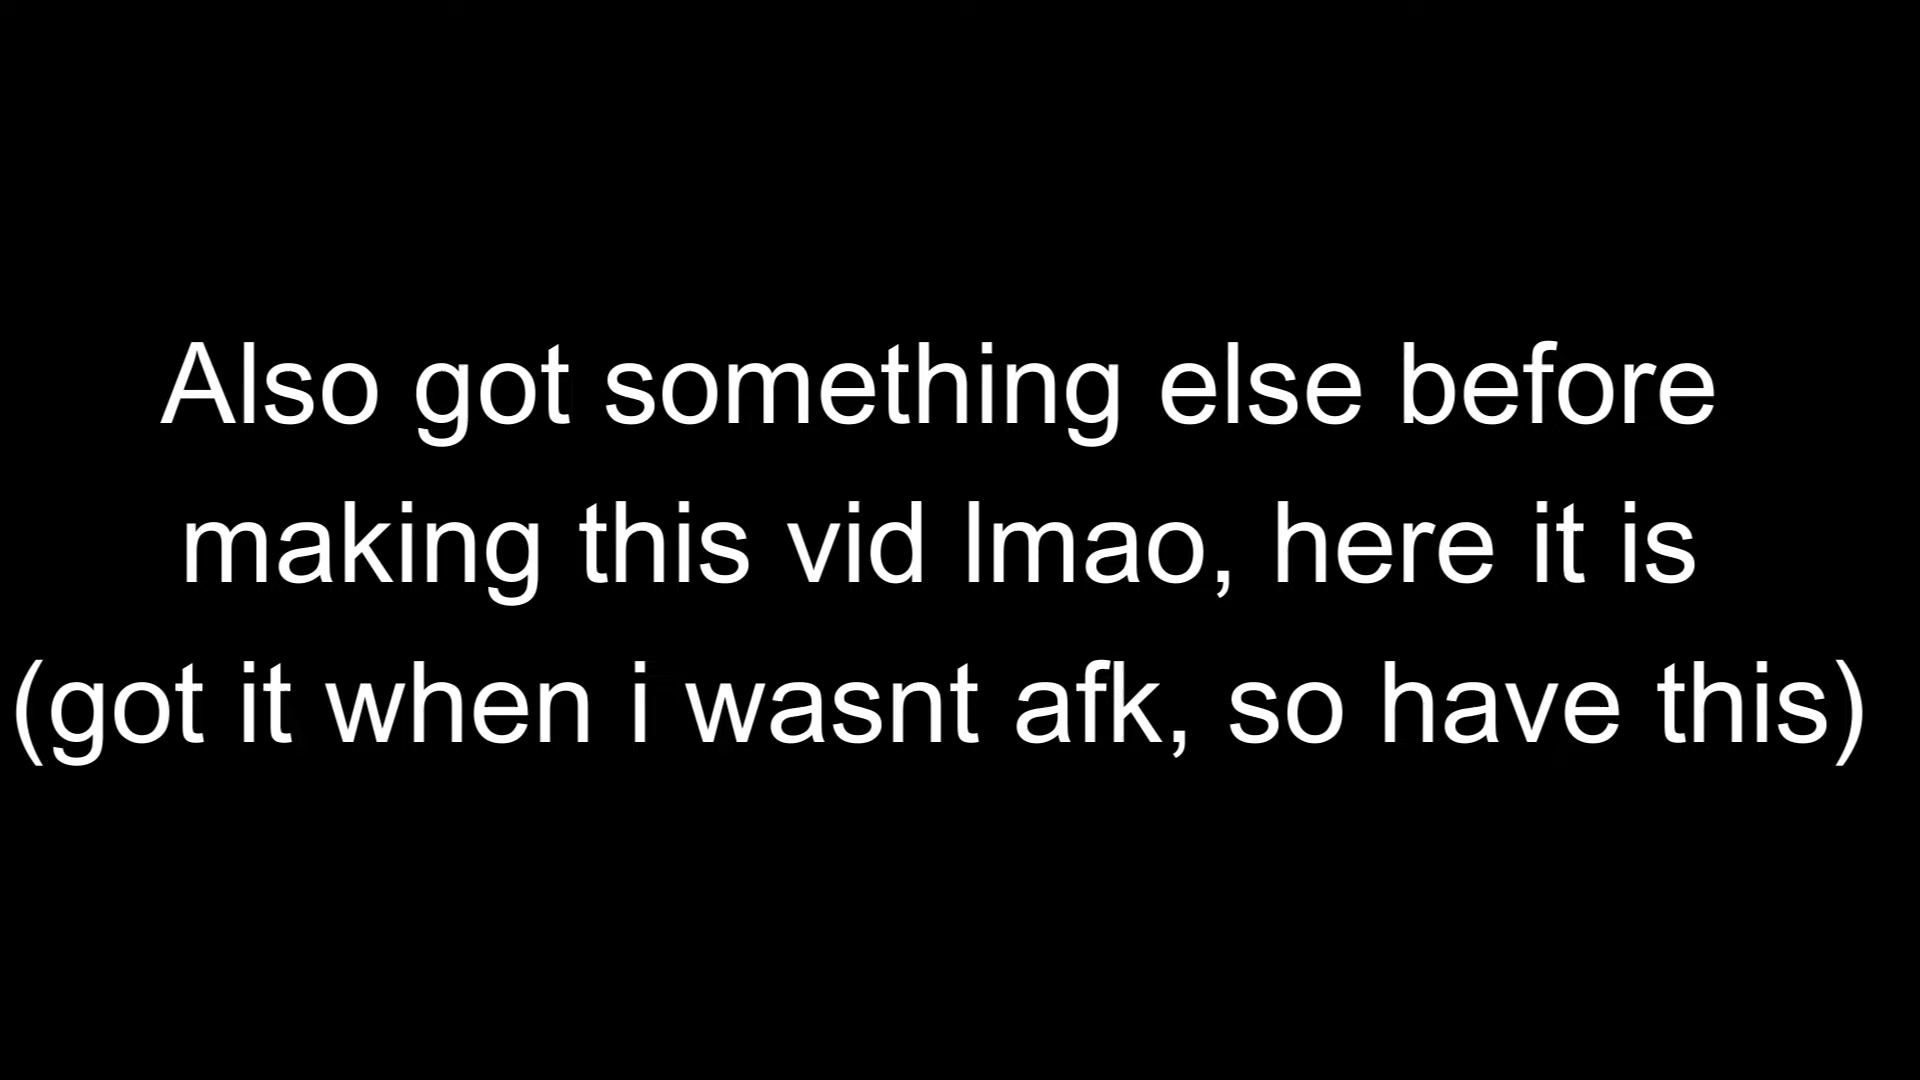 Also got something else before
making this vid lmao, here it is
(got it when i wasnt afk, so have this)